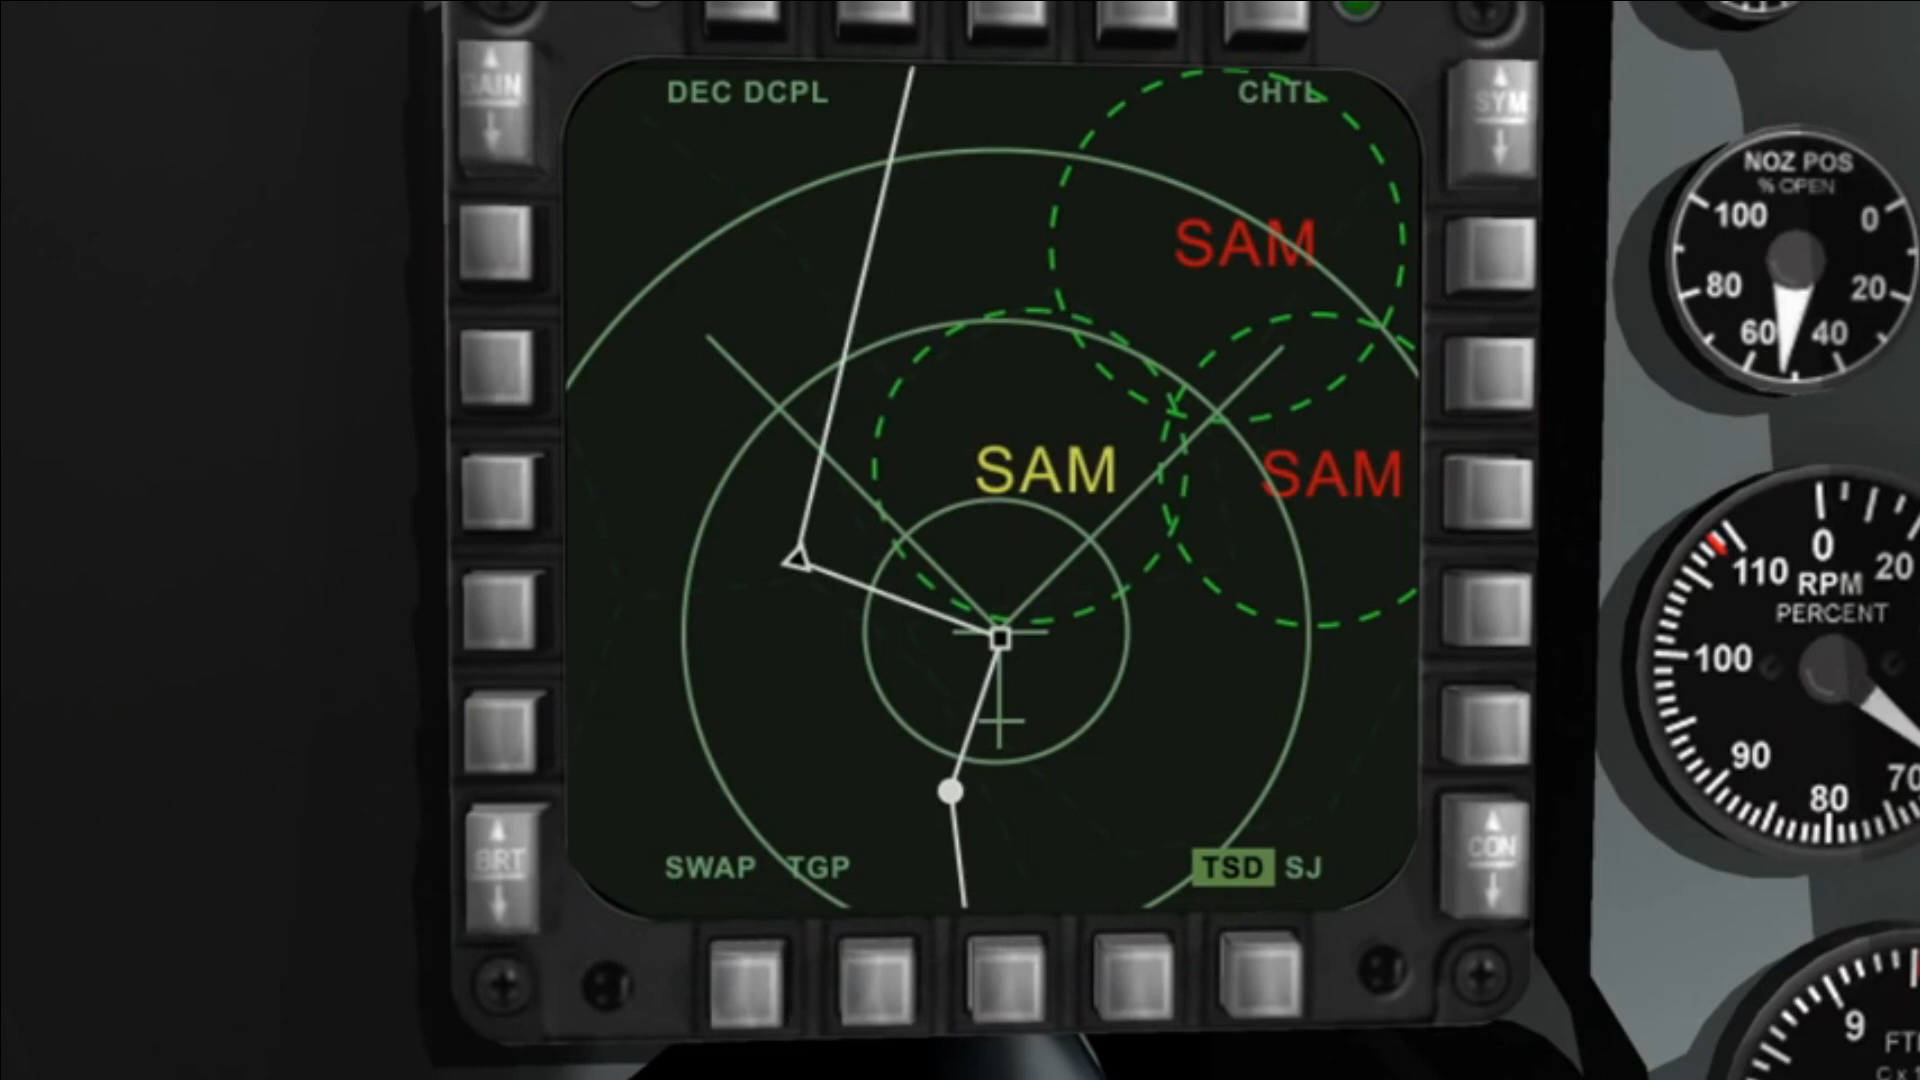 GAIN
DEC DCPL
CHTL
SYM
SAM
SAM
SAM
SWAP TGP
TSD SJ
BRT
CON
NOZ POS
% OPEN
100 0
80 20
60 40
0
110 20
RPM
PERCENT
100
90 70
80
9